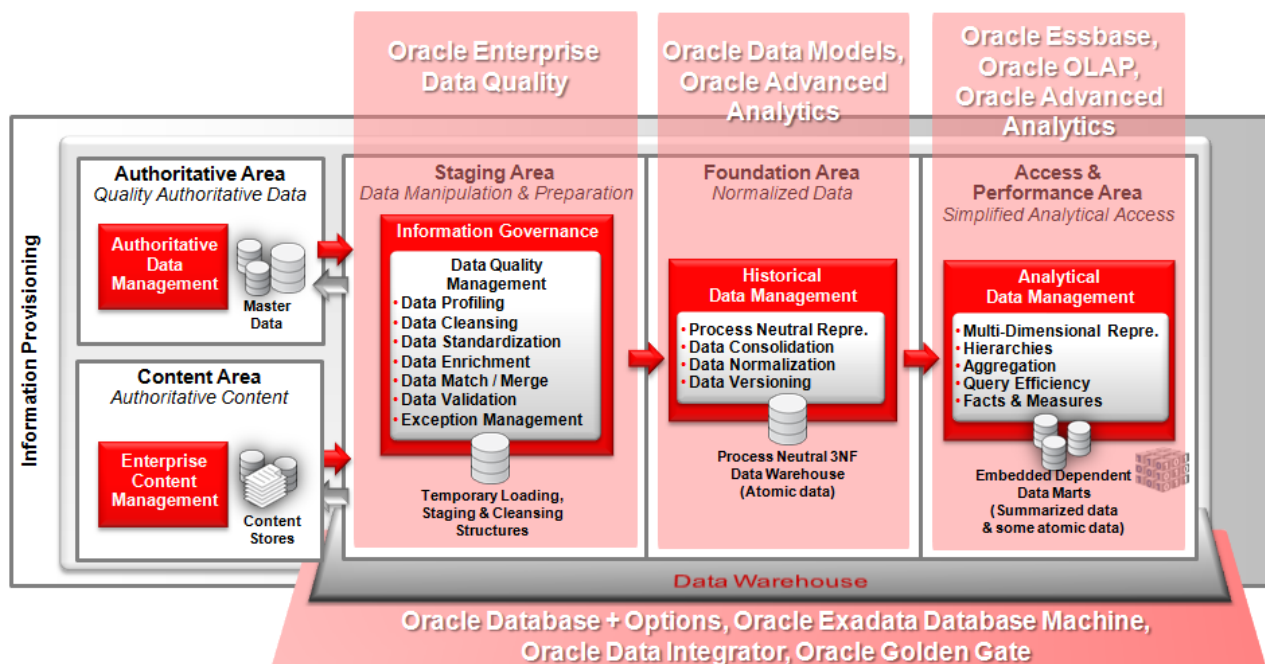 Oracle Enterprise
Data Quality
Oracle Data Models,
Oracle Advanced
Analytics
Oracle Essbase,
Oracle OLAP,
Oracle Advanced
Analytics
Information Provisioning
Authoritative Area
Quality Authoritative Data
Authoritative
Data
Management
Master
Data
Content Area
Authoritative Content
Enterprise
Content
Management
Content
Stores
Staging Area
Data Manipulation & Preparation
Information Governance
Data Quality
Management
• Data Profiling
• Data Cleansing
• Data Standardization
• Data Enrichment
• Data Match / Merge
• Data Validation
• Exception Management
Temporary Loading,
Staging & Cleansing
Structures
Foundation Area
Normalized Data
Historical
Data Management
• Process Neutral Repre.
• Data Consolidation
• Data Normalization
• Data Versioning
Process Neutral 3NF
Data Warehouse
(Atomic data)
Access &
Performance Area
Simplified Analytical Access
Analytical
Data Management
• Multi-Dimensional Repre.
• Hierarchies
• Aggregation
• Query Efficiency
• Facts & Measures
Embedded Dependent
Data Marts
(Summarized data
& some atomic data)
Data Warehouse
Oracle Database + Options, Oracle Exadata Database Machine,
Oracle Data Integrator, Oracle Golden Gate